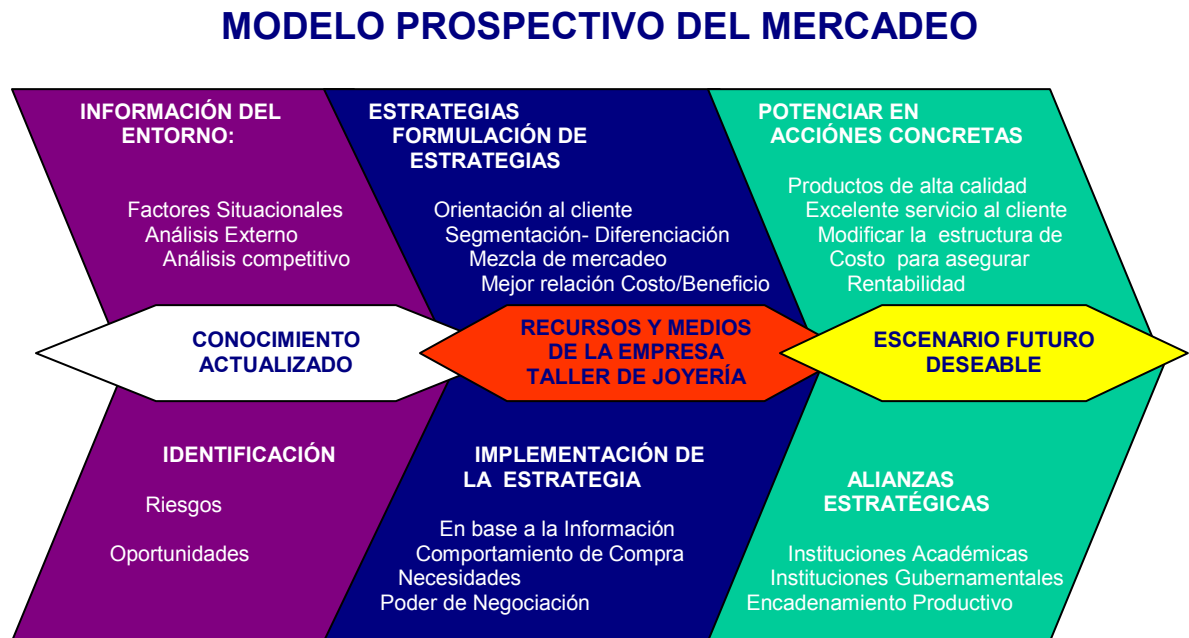 MODELO PROSPECTIVO DEL MERCADEO
INFORMACIÓN DEL
ENTORNO:
Factores Situacionales
Análisis Externo
Análisis competitivo
ESTRATEGIAS
FORMULACIÓN DE
ESTRATEGIAS
Orientación al cliente
Segmentación- Diferenciación
Mezcla de mercadeo
Mejor relación Costo/Beneficio
POTENCIAR EN
ACCIÓNES CONCRETAS
Productos de alta calidad
Excelente servicio al cliente
Modificar la estructura de
Costo para asegurar
Rentabilidad
CONOCIMIENTO
ACTUALIZADO
RECURSOS Y MEDIOS
DE LA EMPRESA
TALLER DE JOYERÍA
ESCENARIO FUTURO
DESEABLE
IDENTIFICACIÓN
Riesgos
Oportunidades
IMPLEMENTACIÓN DE
LA ESTRATEGIA
En base a la Información
Comportamiento de Compra
Necesidades
Poder de Negociación
ALIANZAS
ESTRATÉGICAS
Instituciones Académicas
Instituciones Gubernamentales
Encadenamiento Productivo